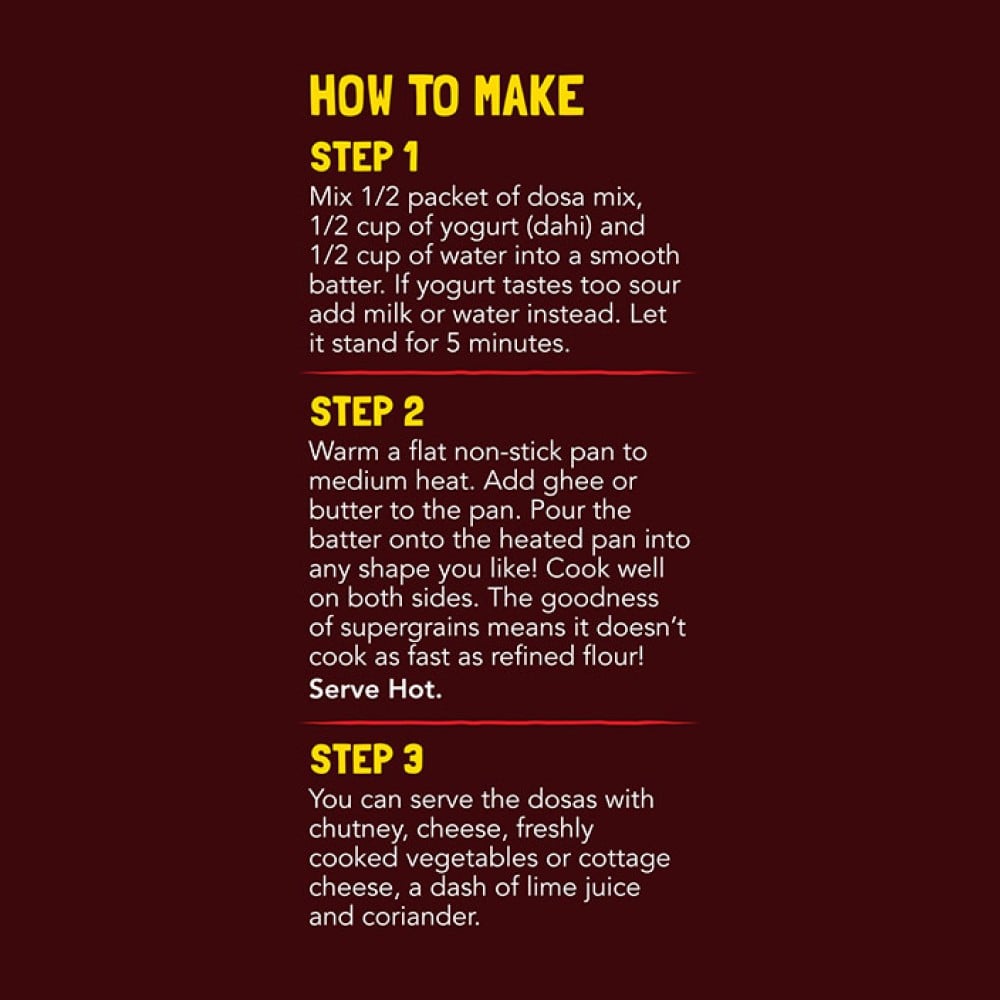 HOW TO MAKE
STEP 1
Mix 1/2 packet of dosa mix,
1/2 cup of yogurt (dahi) and
1/2 cup of water into a smooth
batter. If yogurt tastes too sour
add milk or water instead. Let
it stand for 5 minutes.
STEP 2
Warm a flat non-stick pan to
medium heat. Add ghee or
butter to the pan. Pour the
batter onto the heated pan into
any shape you like! Cook well
on both sides. The goodness
of supergrains means it doesn't
cook as fast as refined flour!
Serve Hot.
STEP 3
You can serve the dosas with
chutney, cheese, freshly
cooked vegetables or cottage
cheese, a dash of lime juice
and coriander.